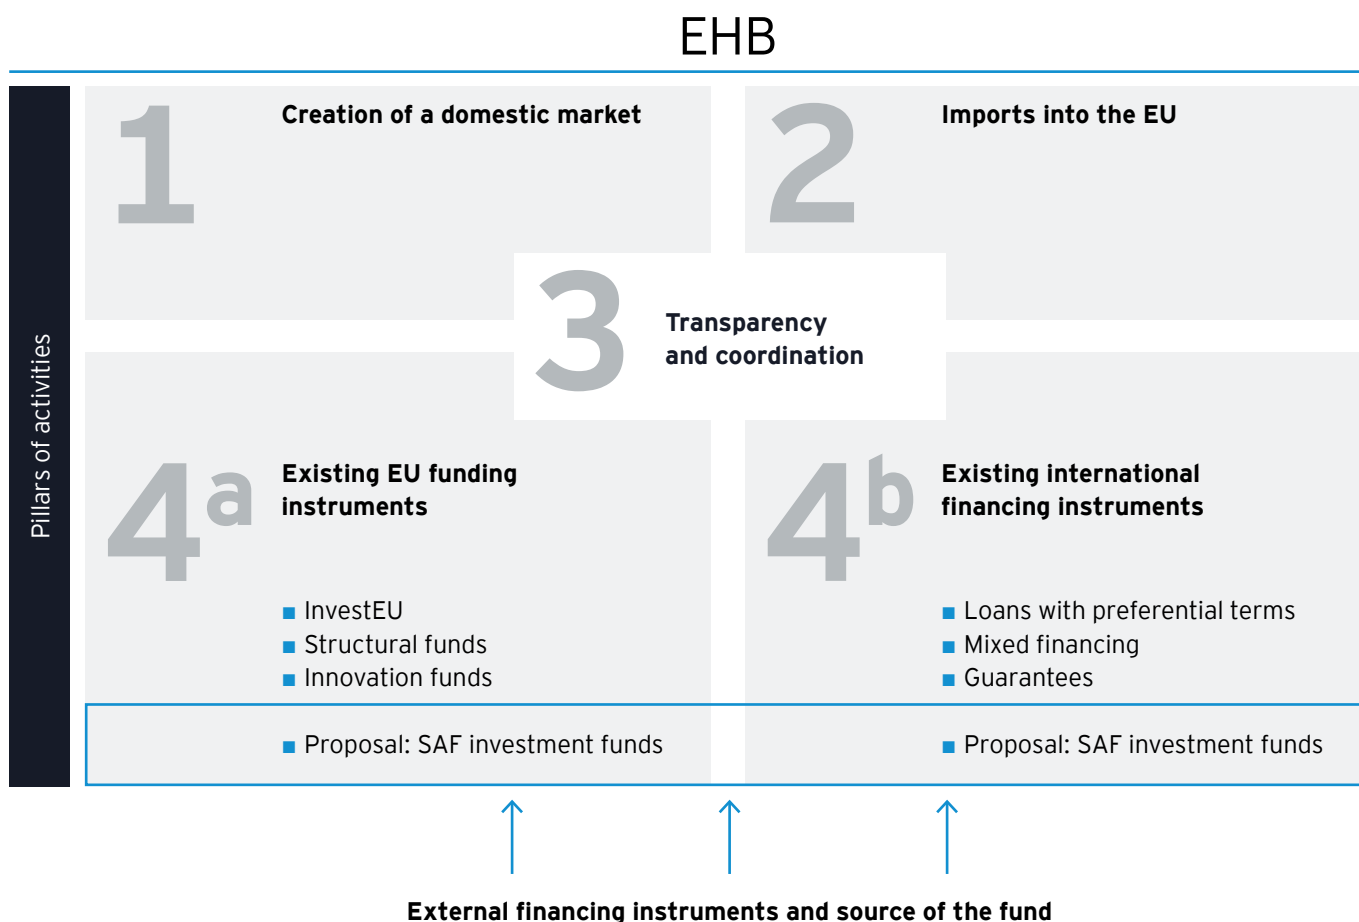 EHB
Pillars of activities
1
Creation of a domestic market
2
Imports into the EU
3
Transparency
and coordination
4a
Existing EU funding
instruments
■ InvestEU
■ Structural funds
■ Innovation funds
■ Proposal: SAF investment funds
4b
Existing international
financing instruments
■ Loans with preferential terms
■ Mixed financing
■ Guarantees
■ Proposal: SAF investment funds
External financing instruments and source of the fund